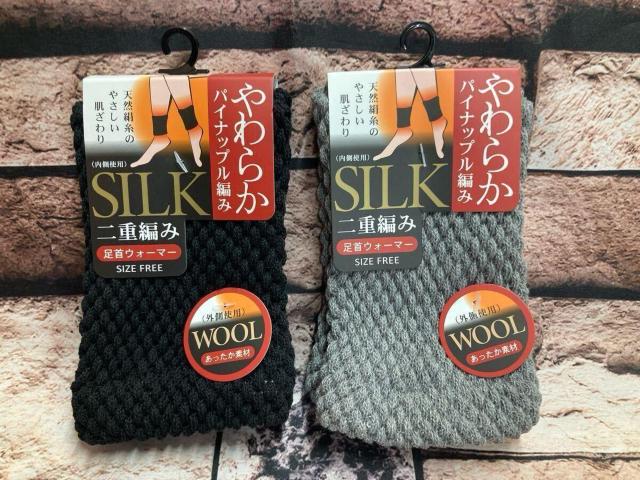 やわらか
パイナップル編み
天然絹糸の
やさしい
肌ざわり
(内側使用)
SILK
二重編み
足首ウォーマー
SIZE FREE
(外側使用)
WOOL
あったか素材
やわらか
パイナップル編み
天然絹糸の
やさしい
肌ざわり
(内側使用)
SILK
二重編み
足首ウォーマー
SIZE FREE
(外側使用)
WOOL
あったか素材